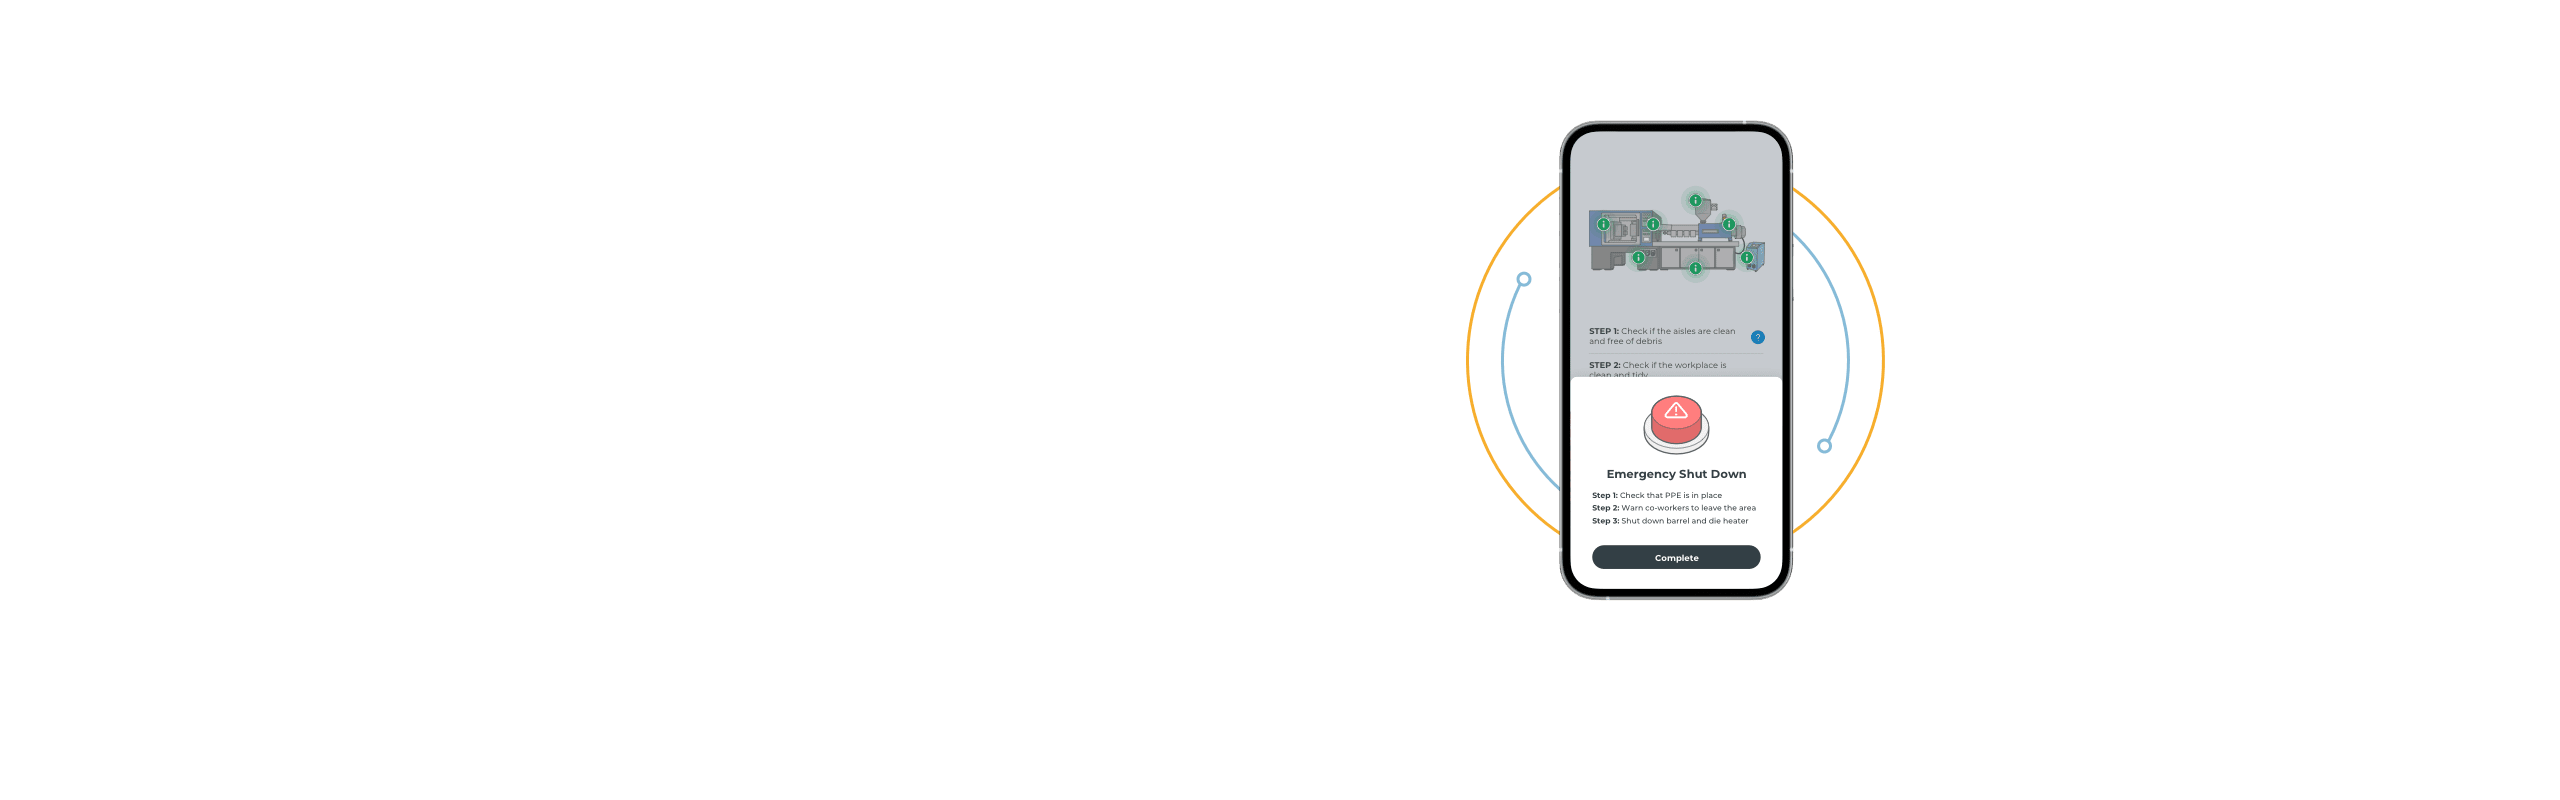 STEP 1: Check if the aisles are clean
and free of debris
?
STEP 2: Check if the workplace is
clean and tidy
Emergency Shut Down
Step 1: Check that PPE is in place
Step 2: Warn co-workers to leave the area
Step 3: Shut down barrel and die heater
Complete